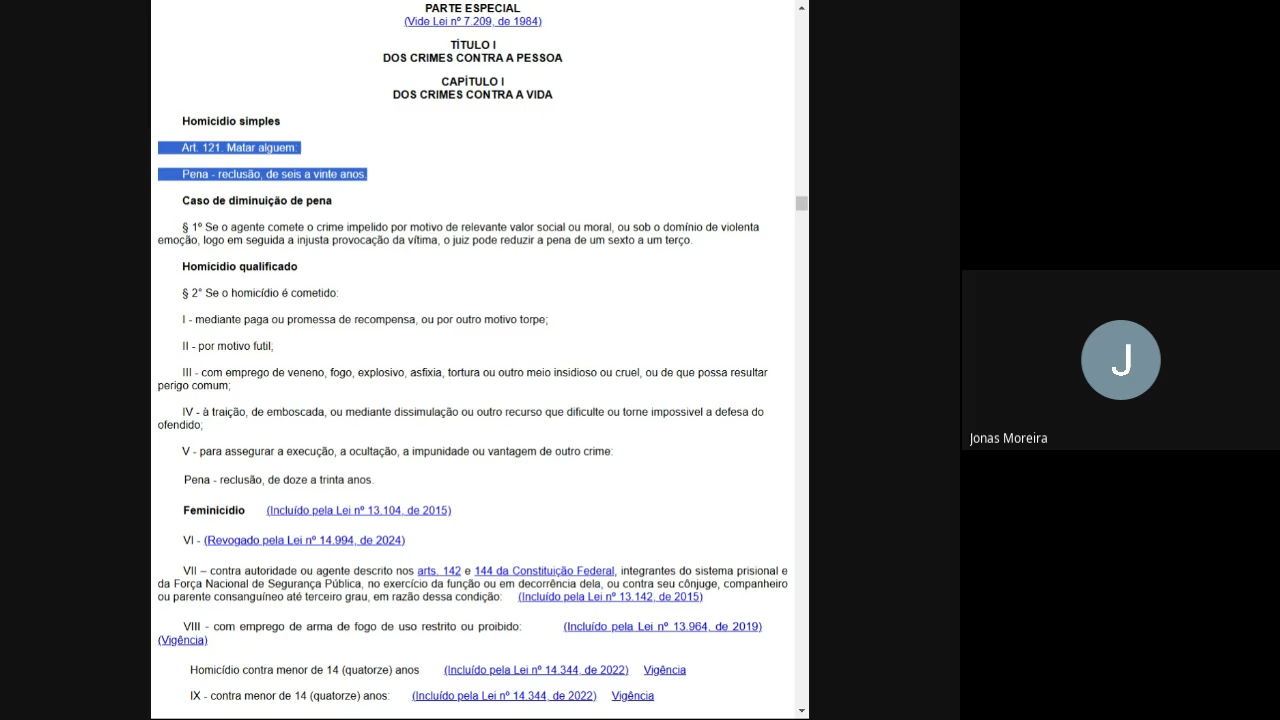 PARTE ESPECIAL
(Vide Lei nº 7.209, de 1984)
TÍTULO I
DOS CRIMES CONTRA A PESSOA
CAPÍTULO I
DOS CRIMES CONTRA A VIDA
Homicidio simples
Art. 121. Matar alguem:
Pena - reclusão, de seis a vinte anos.
Caso de diminuição de pena
§ 1º Se o agente comete o crime impelido por motivo de relevante valor social ou moral, ou sob o domínio de violenta
emoção, logo em seguida a injusta provocação da vítima, o juiz pode reduzir a pena de um sexto a um terço.
Homicidio qualificado
§ 2° Se o homicídio é cometido:
I - mediante paga ou promessa de recompensa, ou por outro motivo torpe;
II - por motivo futil;
III - com emprego de veneno, fogo, explosivo, asfixia, tortura ou outro meio insidioso ou cruel, ou de que possa resultar
perigo comum;
IV - à traição, de emboscada, ou mediante dissimulação ou outro recurso que dificulte ou torne impossivel a defesa do
ofendido;
V - para assegurar a execução, a ocultação, a impunidade ou vantagem de outro crime:
Pena - reclusão, de doze a trinta anos.
Feminicidio (Incluído pela Lei nº 13.104, de 2015)
VI - (Revogado pela Lei nº 14.994, de 2024)
VII – contra autoridade ou agente descrito nos arts. 142 e 144 da Constituição Federal, integrantes do sistema prisional e
da Força Nacional de Segurança Pública, no exercício da função ou em decorrência dela, ou contra seu cônjuge, companheiro
ou parente consanguíneo até terceiro grau, em razão dessa condição: (Incluído pela Lei nº 13.142, de 2015)
VIII - com emprego de arma de fogo de uso restrito ou proibido: (Incluído pela Lei nº 13.964, de 2019)
(Vigência)
Homicídio contra menor de 14 (quatorze) anos (Incluído pela Lei nº 14.344, de 2022) Vigência
IX - contra menor de 14 (quatorze) anos: (Incluído pela Lei nº 14.344, de 2022) Vigência
J
Jonas Moreira